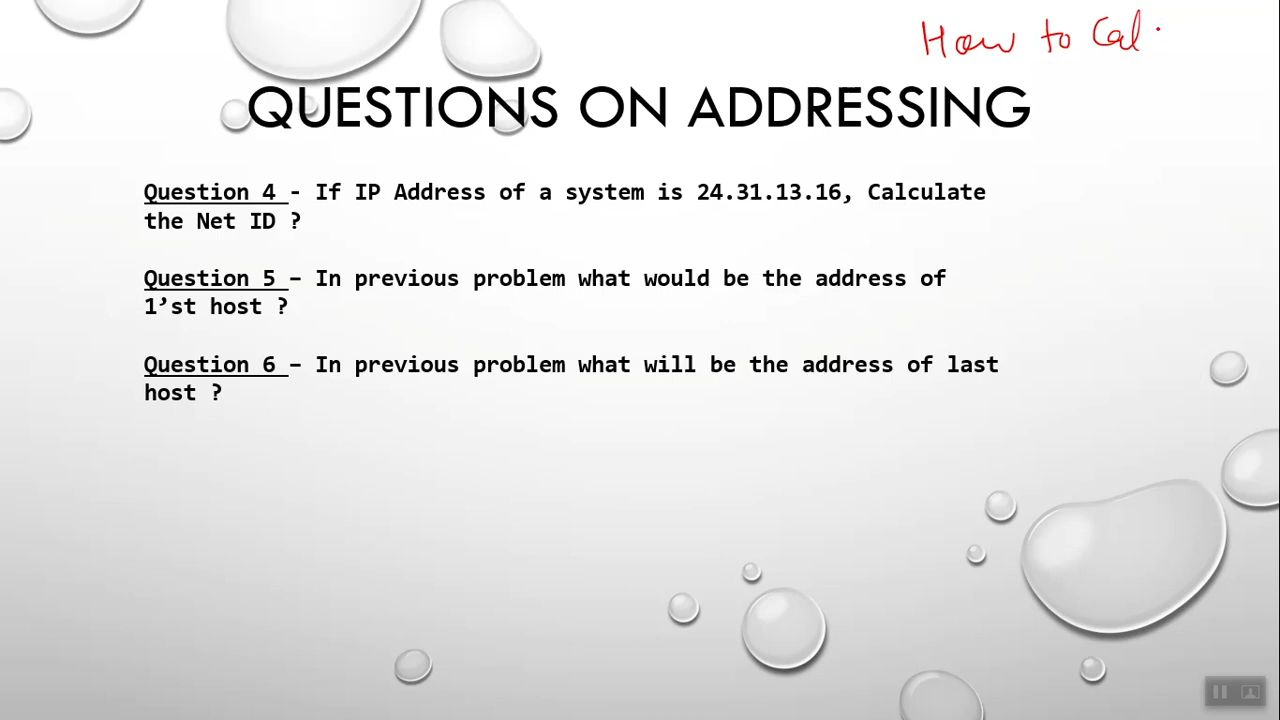 How to Cal
QUESTIONS ON ADDRESSING
Question 4 - If IP Address of a system is 24.31.13.16, Calculate
the Net ID ?
Question 5 – In previous problem what would be the address of
1’st host ?
Question 6 – In previous problem what will be the address of last
host ?